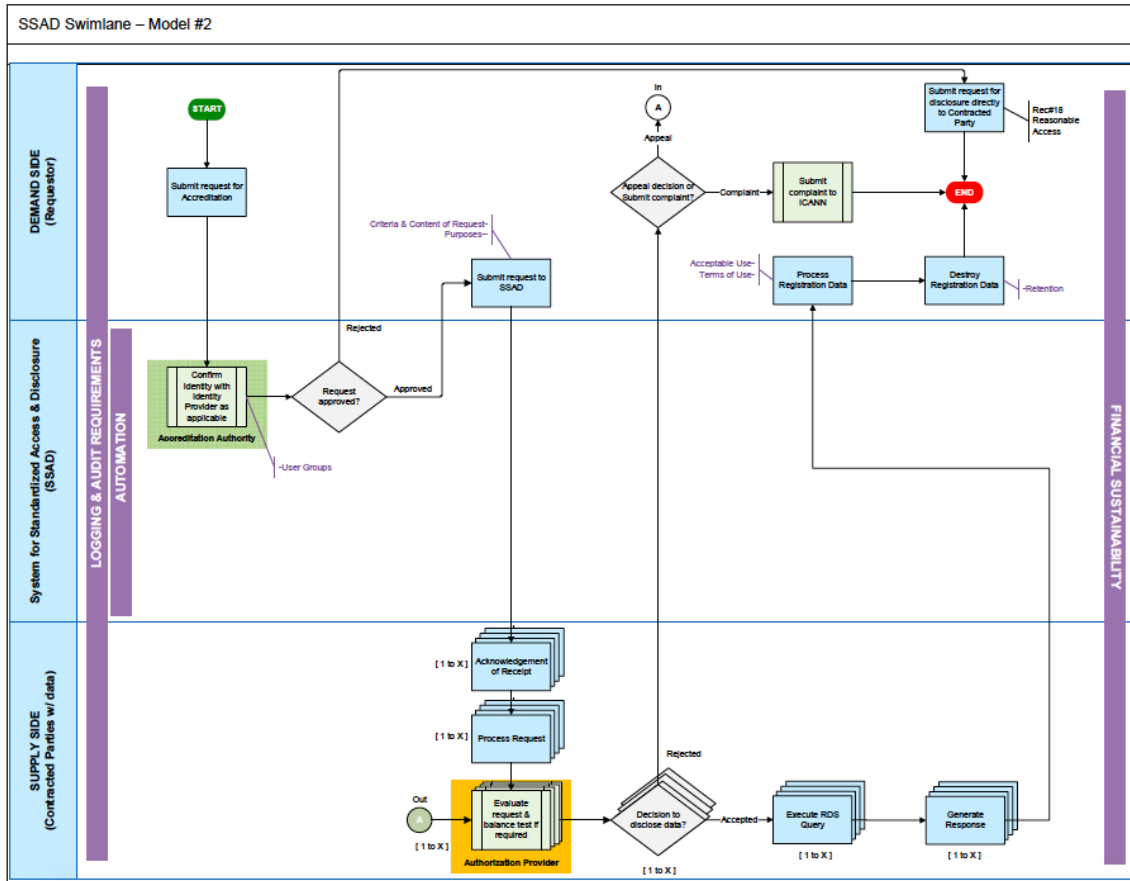 SSAD Swimlane – Model #2
DEMAND SIDE
(Requestor)
System for Standardized Access & Disclosure
(SSAD)
SUPPLY SIDE
(Contracted Parties w/ data)
LOGGING & AUDIT REQUIREMENTS
AUTOMATION
FINANCIAL SUSTAINABILITY
START
Submit request for
Accreditation
In
A
Appeal
Appeal decision or
Submit complaint?
Complaint
Submit
complaint to
ICANN
Submit request for
disclosure directly
to Contracted
Party
Rec#18
Reasonable
Access
END
Criteria & Content of Request-
Purposes-
Submit request to
SSAD
Acceptable Use-
Terms of Use-
Process
Registration Data
Destroy
Registration Data
-Retention
Rejected
Confirm
Identity with
Identity
Provider as
applicable
Accreditation Authority
-User Groups
Request
approved?
Approved
[ 1 to X ]
Acknowledgement
of Receipt
[ 1 to X ]
Process Request
Out
A
[ 1 to X ]
Evaluate
request &
balance test if
required
Authorization Provider
Rejected
Decision to
disclose data?
[ 1 to X ]
Accepted
Execute RDS
Query
[ 1 to X ]
Generate
Response
[ 1 to X ]